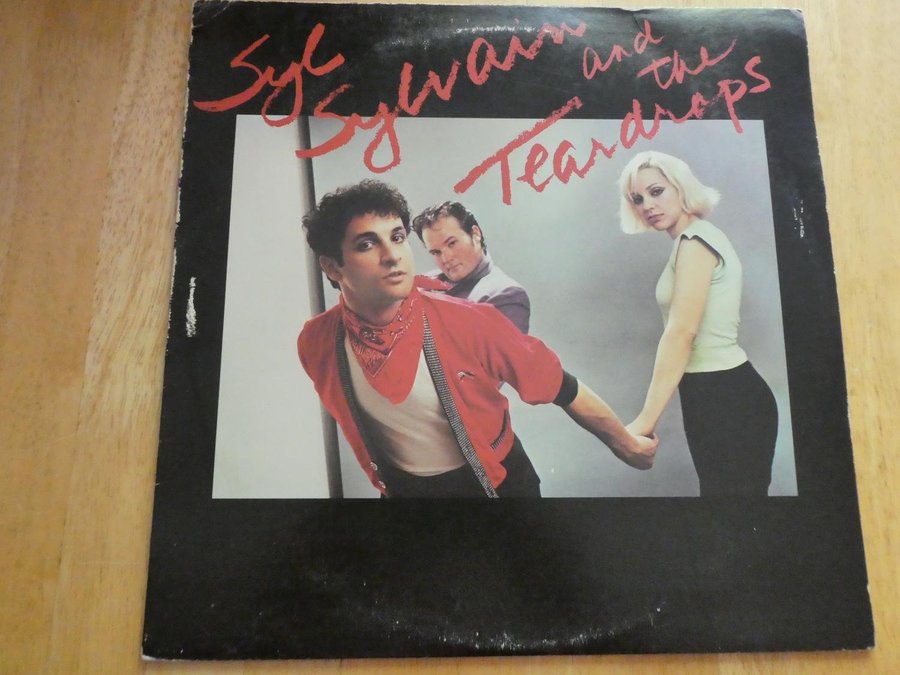 Syl Sylvain and the Teardrops